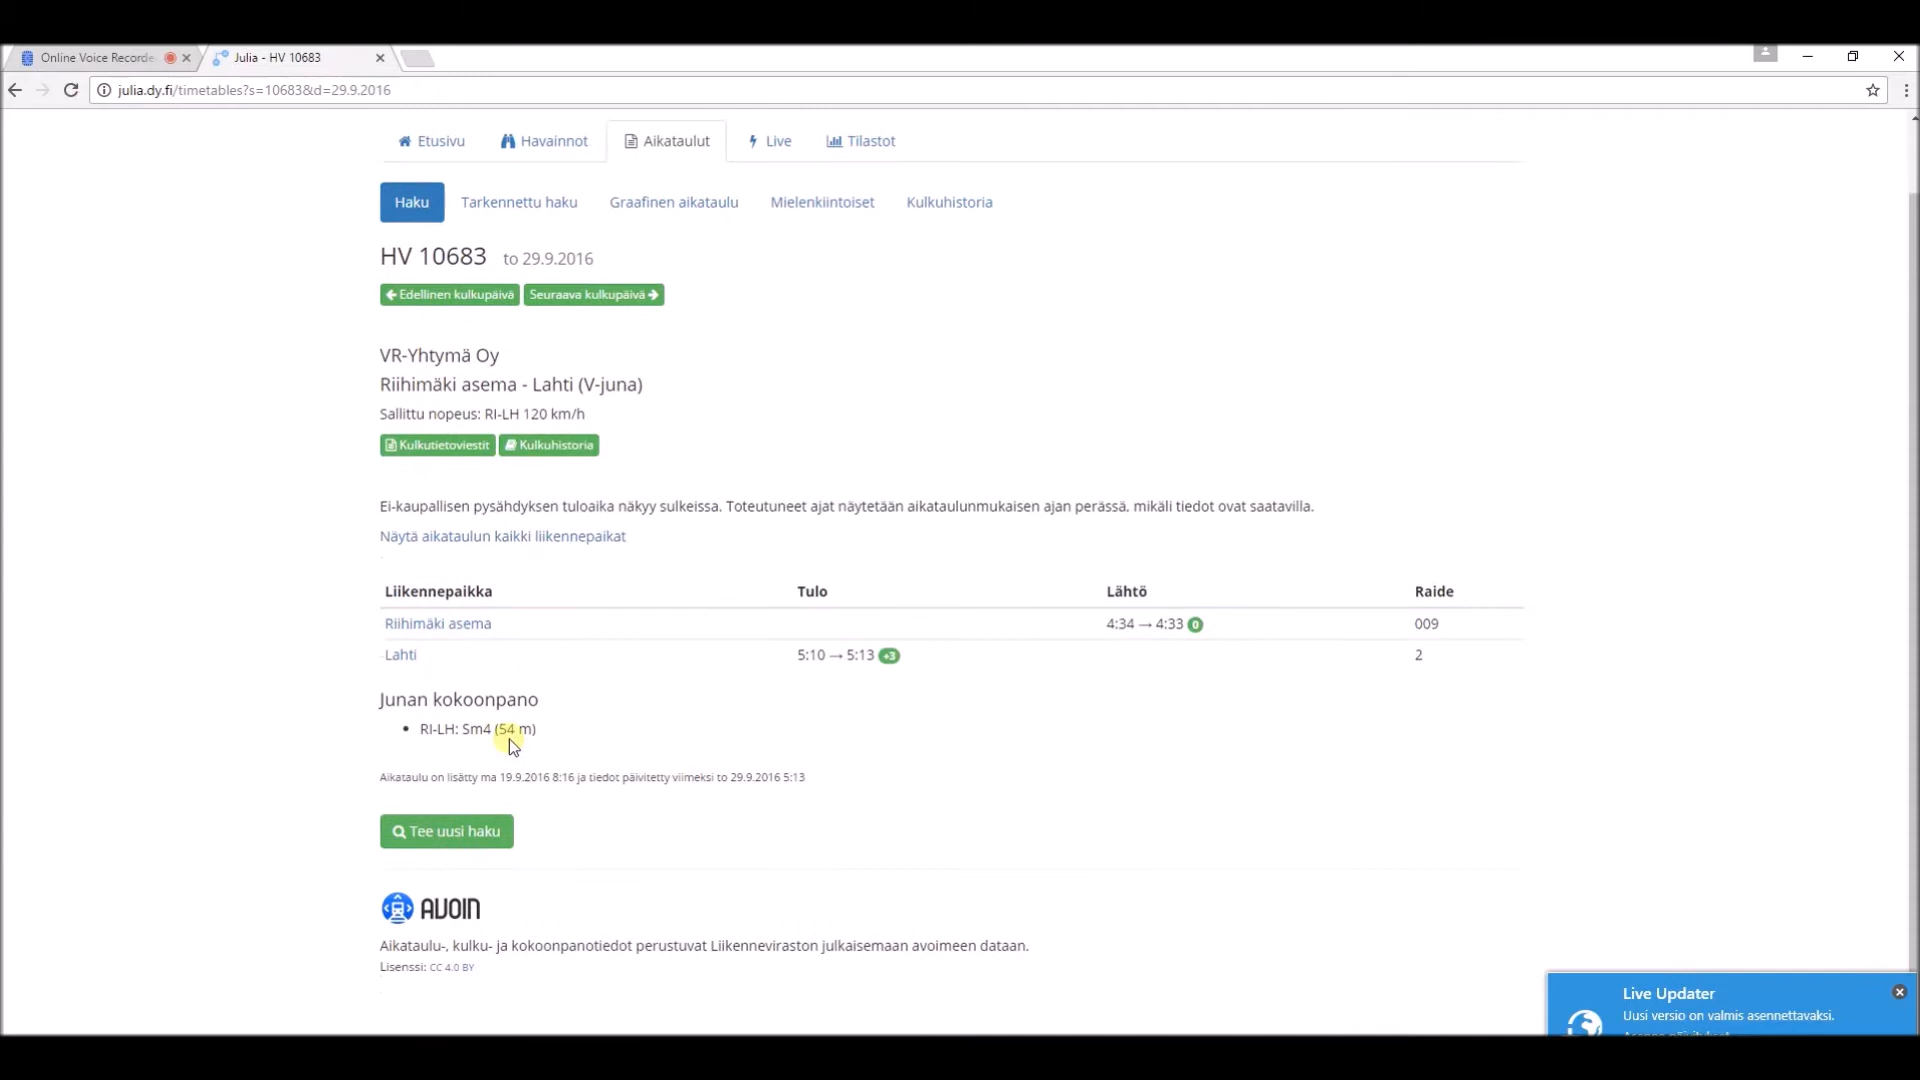 Online Voice Recorde
Julia - HV 10683
julia.dy.fi/timetables?s=10683&d=29.9.2016
Etusivu Havainnot Aikataulut Live Tilastot
Haku Tarkennettu haku Graafinen aikataulu Mielenkiintoiset Kulkuhistoria
HV 10683 to 29.9.2016
Edellinen kulkupäivä Seuraava kulkupäivä
VR-Yhtymä Oy
Riihimäki asema - Lahti (V-juna)
Sallittu nopeus: RI-LH 120 km/h
Kulkutietoviestit Kulkuhistoria
Ei-kaupallisen pysähdyksen tuloaika näkyy sulkeissa. Toteutuneet ajat näytetään aikataulunmukaisen ajan perässä, mikäli tiedot ovat saatavilla.
Näytä aikataulun kaikki liikennepaikat
Liikennepaikka Tulo Lähtö Raide
Riihimäki asema 4:34 → 4:33 0 009
Lahti 5:10 → 5:13 +3 2
Junan kokoonpano
• RI-LH: Sm4 (54 m)
Aikataulu on lisätty ma 19.9.2016 8:16 ja tiedot päivitetty viimeksi to 29.9.2016 5:13
Tee uusi haku
AVOIN
Aikataulu-, kulku- ja kokoonpanotiedot perustuvat Liikenneviraston julkaisemaan avoimeen dataan.
Lisenssi: CC 4.0 BY
Live Updater
Uusi versio on valmis asennettavaksi.